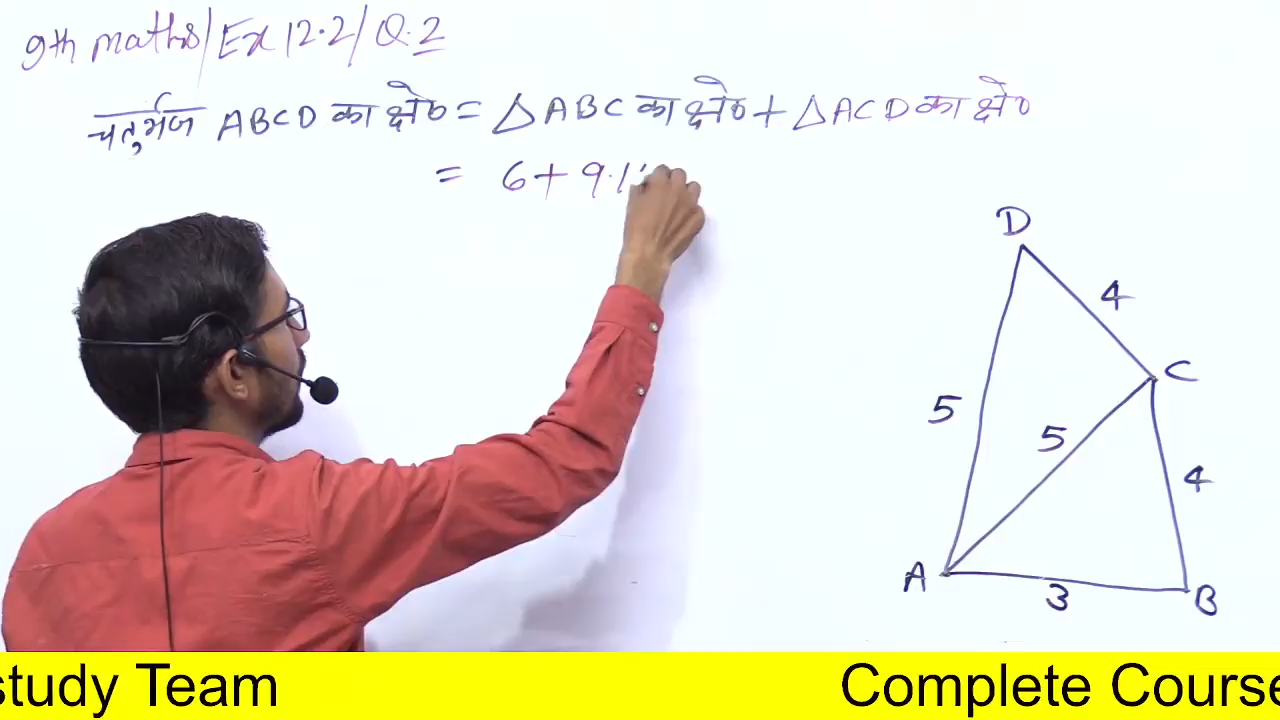 9th maths/Ex 12.2/Q.2
चतुर्भुज ABCD का क्षे० = △ABC का क्षे० + △ACD का क्षे०
= 6 + 9.1
D
4
C
5
5
4
A
3
B
study Team
Complete Course